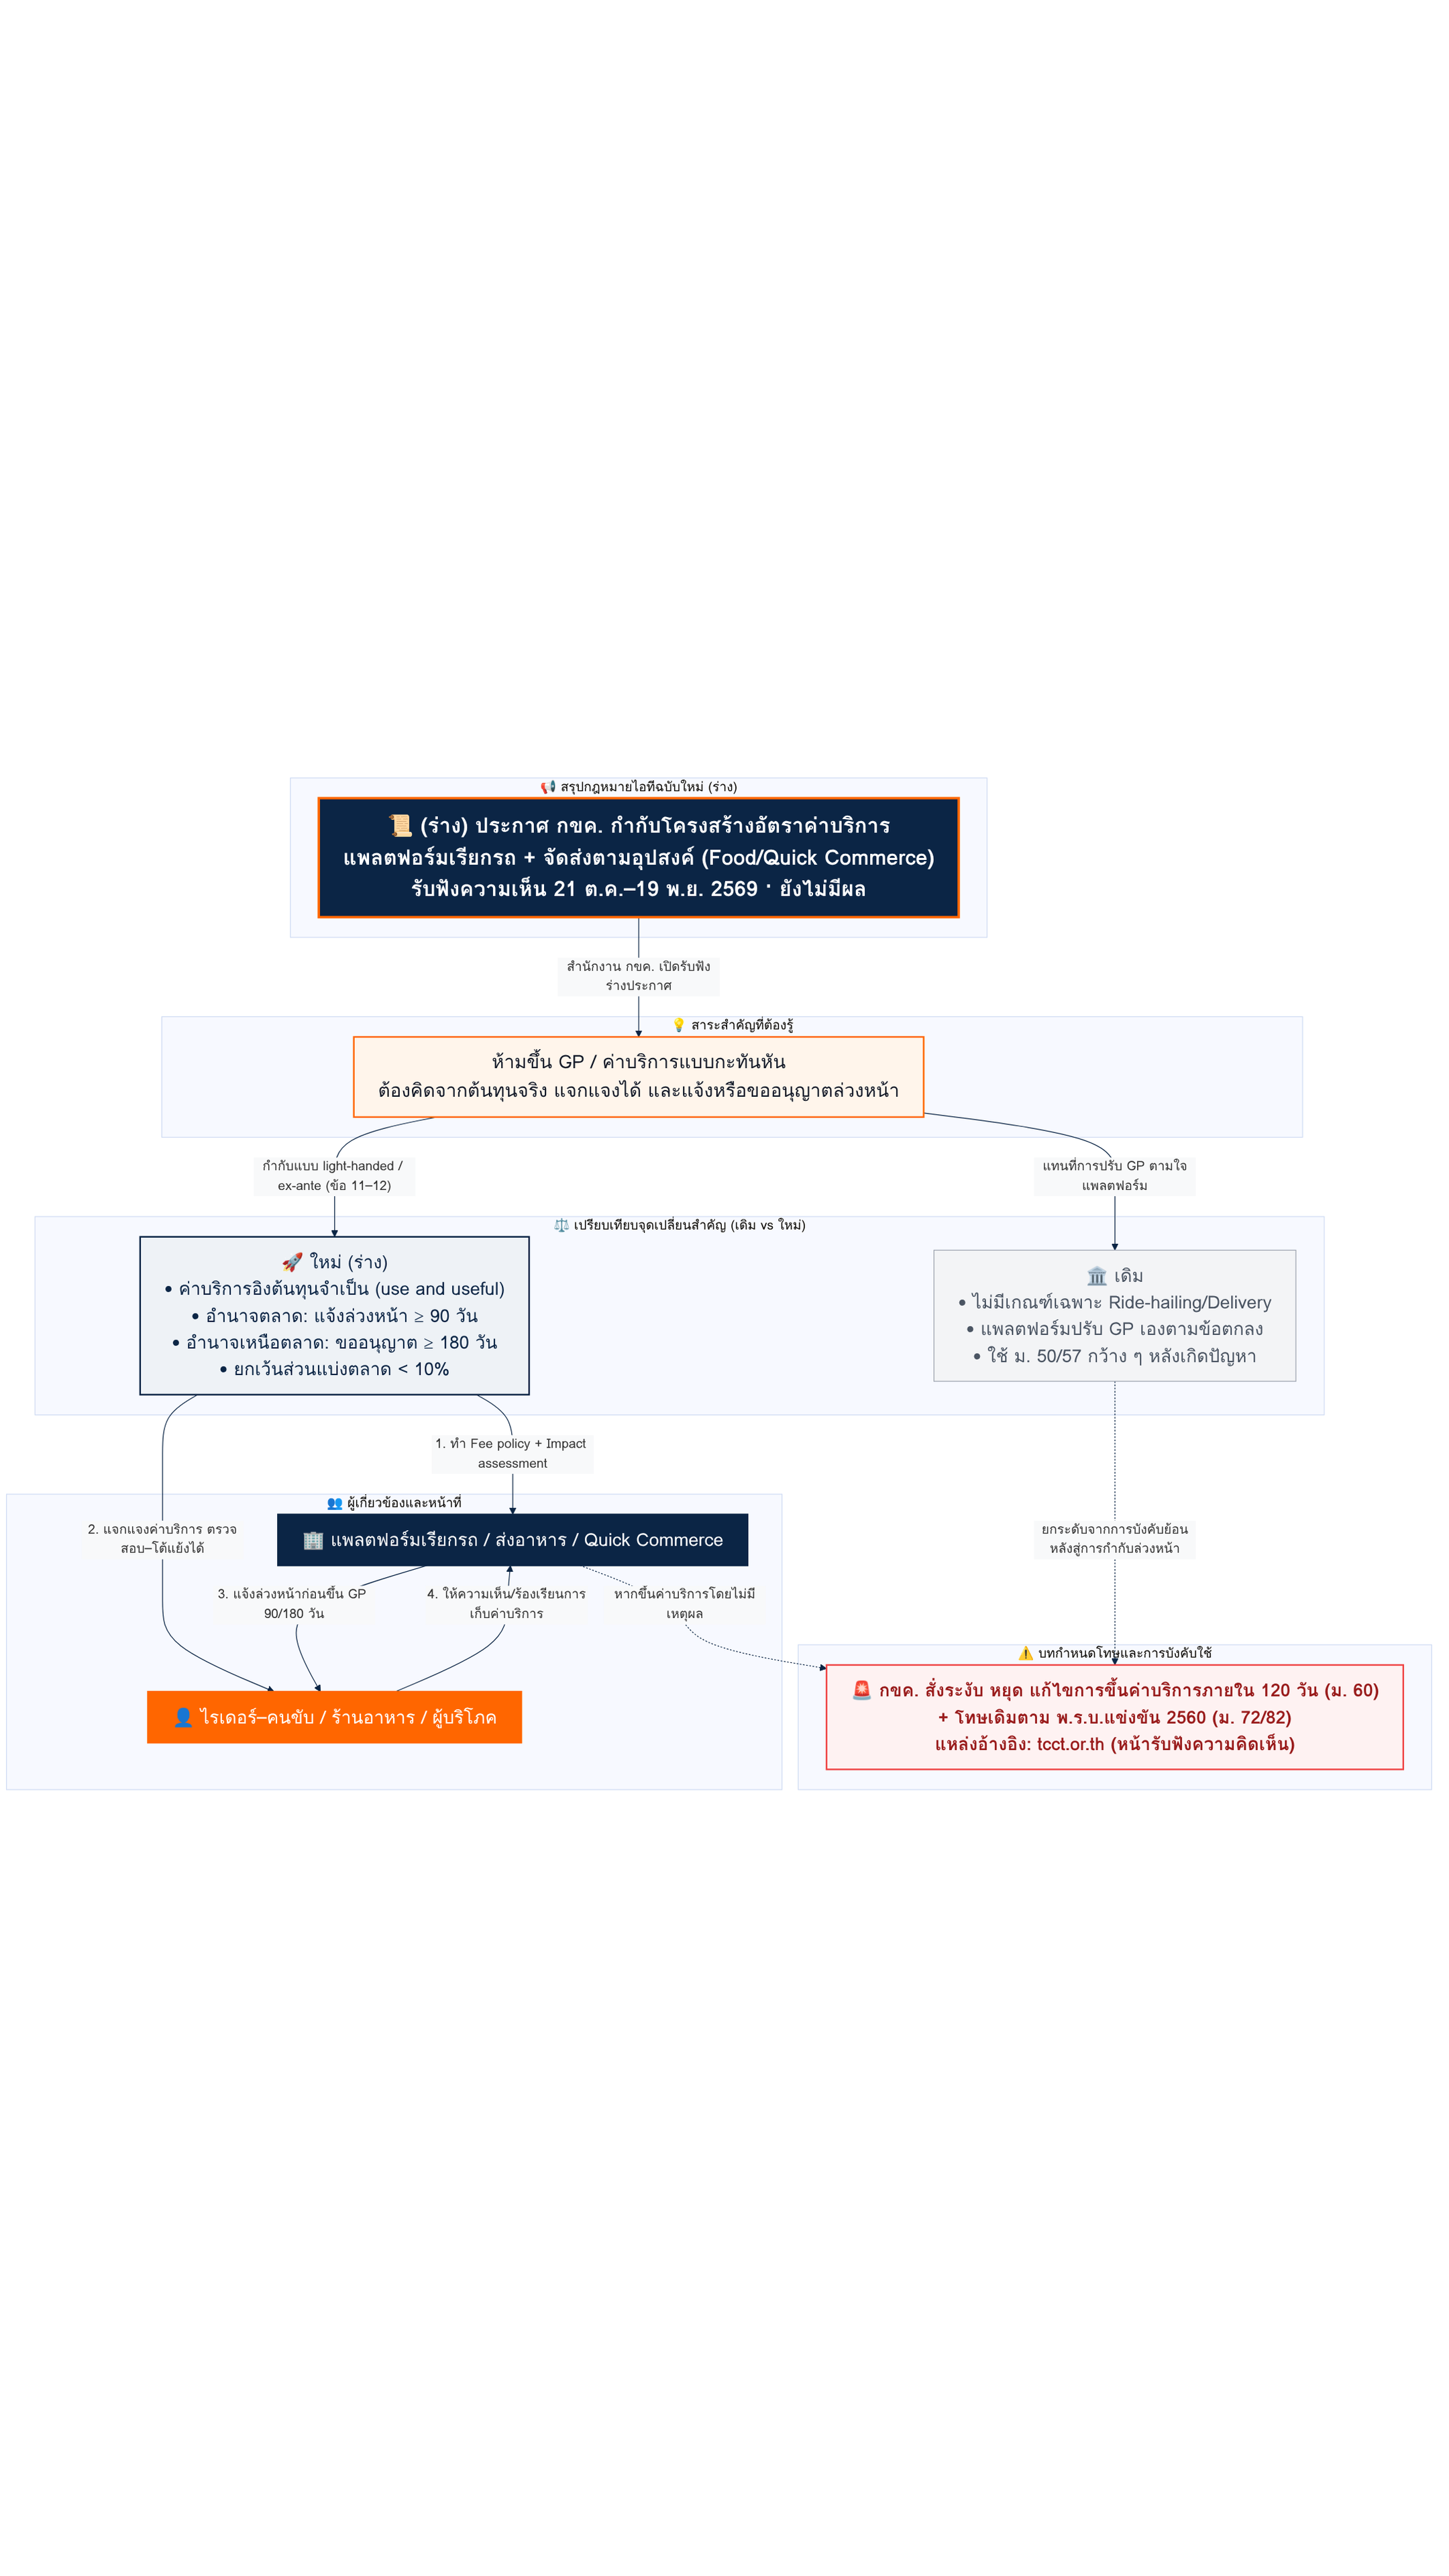 📢 สรุปกฎหมายไอทีฉบับใหม่ (ร่าง)
📜 (ร่าง) ประกาศ กขค. กำกับโครงสร้างอัตราค่าบริการ
แพลตฟอร์มเรียกรถ + จัดส่งตามอุปสงค์ (Food/Quick Commerce)
รับฟังความเห็น 21 ต.ค.–19 พ.ย. 2569 · ยังไม่มีผล
สำนักงาน กขค. เปิดรับฟัง
ร่างประกาศ
💡 สาระสำคัญที่ต้องรู้
ห้ามขึ้น GP / ค่าบริการแบบกะทันหัน
ต้องคิดจากต้นทุนจริง แจกแจงได้ และแจ้งหรือขออนุญาตล่วงหน้า
กำกับแบบ light-handed /
ex-ante (ข้อ 11–12)
แทนที่การปรับ GP ตามใจ
แพลตฟอร์ม
⚖️ เปรียบเทียบจุดเปลี่ยนสำคัญ (เดิม vs ใหม่)
🚀 ใหม่ (ร่าง)
• ค่าบริการอิงต้นทุนจำเป็น (use and useful)
• อำนาจตลาด: แจ้งล่วงหน้า ≥ 90 วัน
• อำนาจเหนือตลาด: ขออนุญาต ≥ 180 วัน
• ยกเว้นส่วนแบ่งตลาด < 10%
🏛️ เดิม
• ไม่มีเกณฑ์เฉพาะ Ride-hailing/Delivery
• แพลตฟอร์มปรับ GP เองตามข้อตกลง
• ใช้ ม. 50/57 กว้าง ๆ หลังเกิดปัญหา
1. ทำ Fee policy + Impact
assessment
👥 ผู้เกี่ยวข้องและหน้าที่
🏢 แพลตฟอร์มเรียกรถ / ส่งอาหาร / Quick Commerce
2. แจกแจงค่าบริการ ตรวจ
สอบ–โต้แย้งได้
ยกระดับจากการบังคับย้อน
หลังสู่การกำกับล่วงหน้า
3. แจ้งล่วงหน้าก่อนขึ้น GP
90/180 วัน
4. ให้ความเห็น/ร้องเรียนการ
เก็บค่าบริการ
หากขึ้นค่าบริการโดยไม่มี
เหตุผล
👤 ไรเดอร์–คนขับ / ร้านอาหาร / ผู้บริโภค
⚠️ บทกำหนดโทษและการบังคับใช้
🚨 กขค. สั่งระงับ หยุด แก้ไขการขึ้นค่าบริการภายใน 120 วัน (ม. 60)
+ โทษเดิมตาม พ.ร.บ.แข่งขัน 2560 (ม. 72/82)
แหล่งอ้างอิง: tcct.or.th (หน้ารับฟังความคิดเห็น)